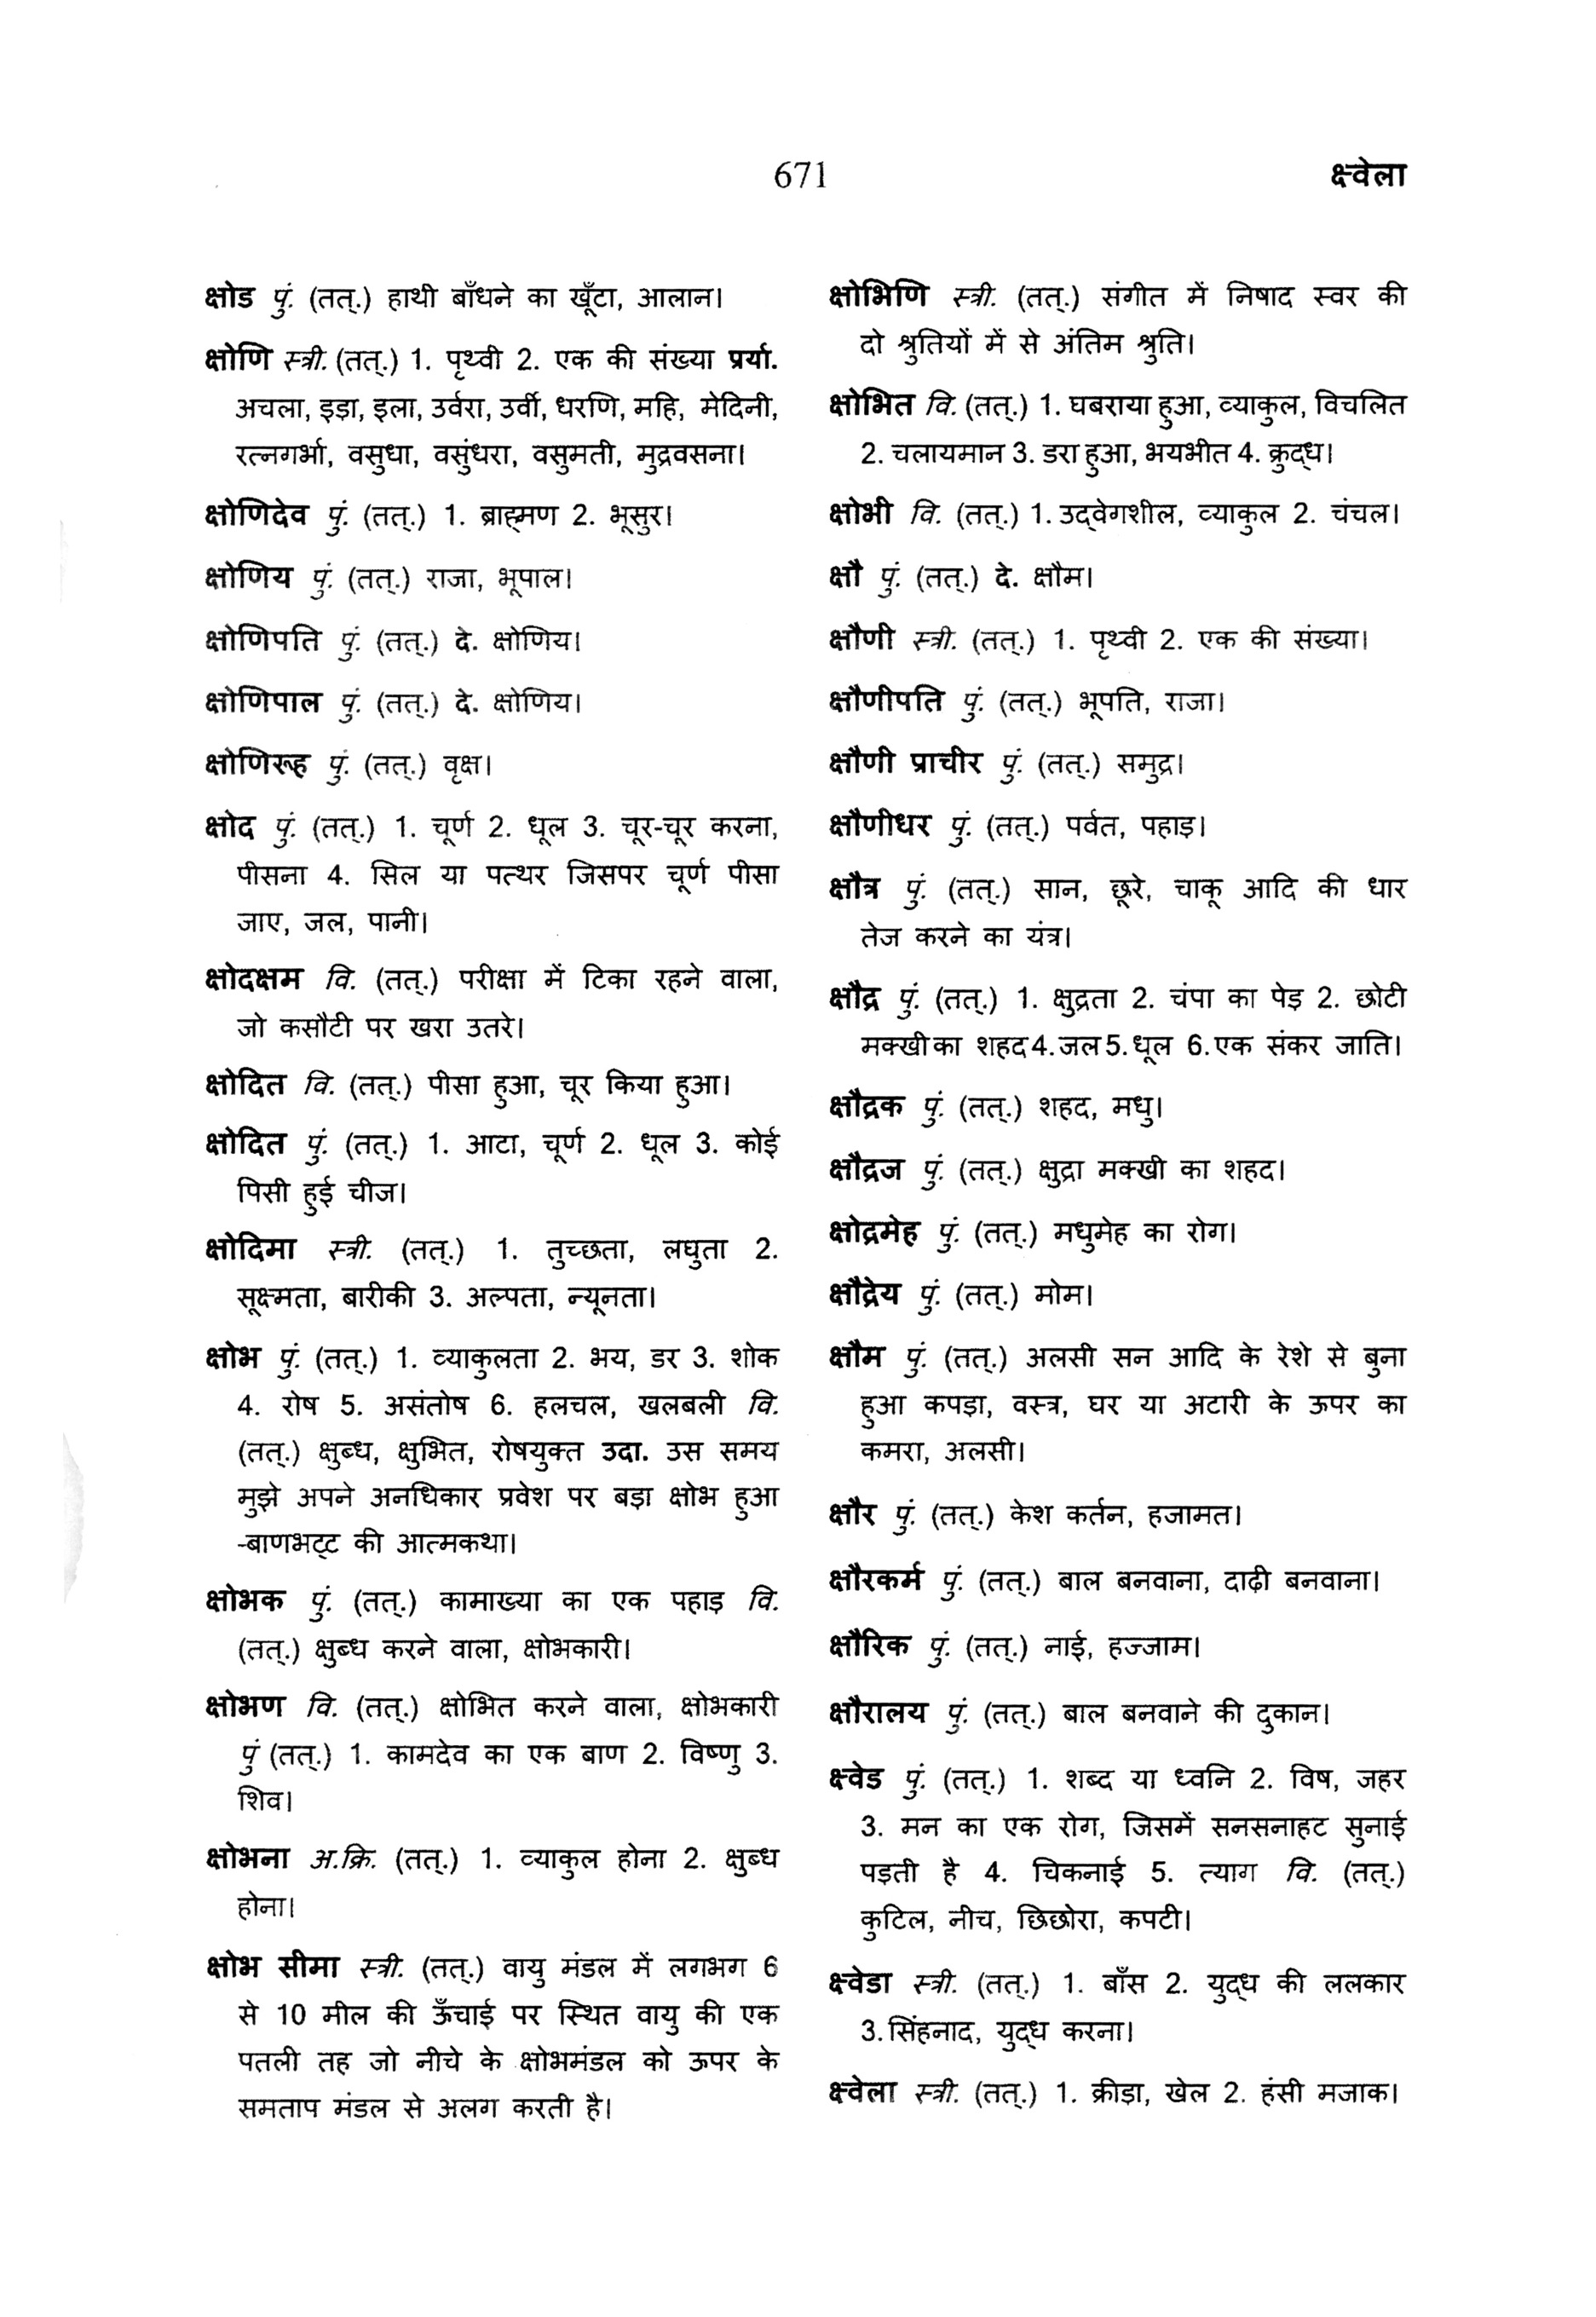 671
क्ष्वेला
क्षोड पुं. (तत्.) हाथी बाँधने का खूँटा, आलान।
क्षोणि स्त्री. (तत्.) 1. पृथ्वी 2. एक की संख्या प्रर्या.
अचला, इड़ा, इला, उर्वरा, उर्वी, धरणि, महि, मेदिनी,
रत्नगर्भा, वसुधा, वसुंधरा, वसुमती, मुद्रवसना।
क्षोणिदेव पुं. (तत्.) 1. ब्राह्मण 2. भूसुर।
क्षोणिय पुं. (तत्.) राजा, भूपाल।
क्षोणिपति पुं. (तत्.) दे. क्षोणिय।
क्षोणिपाल पुं. (तत्.) दे. क्षोणिय।
क्षोणिरूह पुं. (तत्.) वृक्ष।
क्षोद पुं. (तत्.) 1. चूर्ण 2. धूल 3. चूर-चूर करना,
पीसना 4. सिल या पत्थर जिसपर चूर्ण पीसा
जाए, जल, पानी।
क्षोदक्षम वि. (तत्.) परीक्षा में टिका रहने वाला,
जो कसौटी पर खरा उतरे।
क्षोदित वि. (तत्.) पीसा हुआ, चूर किया हुआ।
क्षोदित पुं. (तत्.) 1. आटा, चूर्ण 2. धूल 3. कोई
पिसी हुई चीज।
क्षोदिमा स्त्री. (तत्.) 1. तुच्छता, लघुता 2.
सूक्ष्मता, बारीकी 3. अल्पता, न्यूनता।
क्षोभ पुं. (तत्.) 1. व्याकुलता 2. भय, डर 3. शोक
4. रोष 5. असंतोष 6. हलचल, खलबली वि.
(तत्.) क्षुब्ध, क्षुभित, रोषयुक्त उदा. उस समय
मुझे अपने अनधिकार प्रवेश पर बड़ा क्षोभ हुआ
-बाणभट्ट की आत्मकथा।
क्षोभक पुं. (तत्.) कामाख्या का एक पहाड़ वि.
(तत्.) क्षुब्ध करने वाला, क्षोभकारी।
क्षोभण वि. (तत्.) क्षोभित करने वाला, क्षोभकारी
पुं (तत्.) 1. कामदेव का एक बाण 2. विष्णु 3.
शिव।
क्षोभना अ.क्रि. (तत्.) 1. व्याकुल होना 2. क्षुब्ध
होना।
क्षोभ सीमा स्त्री. (तत्.) वायु मंडल में लगभग 6
से 10 मील की ऊँचाई पर स्थित वायु की एक
पतली तह जो नीचे के क्षोभमंडल को ऊपर के
समताप मंडल से अलग करती है।
क्षोभिणि स्त्री. (तत्.) संगीत में निषाद स्वर की
दो श्रुतियों में से अंतिम श्रुति।
क्षोभित वि. (तत्.) 1. घबराया हुआ, व्याकुल, विचलित
2. चलायमान 3. डरा हुआ, भयभीत 4. क्रुद्ध।
क्षोभी वि. (तत्.) 1. उद्वेगशील, व्याकुल 2. चंचल।
क्षौ पुं. (तत्.) दे. क्षौम।
क्षौणी स्त्री. (तत्.) 1. पृथ्वी 2. एक की संख्या।
क्षौणीपति पुं. (तत्.) भूपति, राजा।
क्षौणी प्राचीर पुं. (तत्.) समुद्र।
क्षौणीधर पुं. (तत्.) पर्वत, पहाड़।
क्षौत्र पुं. (तत्.) सान, छूरे, चाकू आदि की धार
तेज करने का यंत्र।
क्षौद्र पुं. (तत्.) 1. क्षुद्रता 2. चंपा का पेड़ 2. छोटी
मक्खी का शहद 4. जल 5. धूल 6. एक संकर जाति।
क्षौद्रक पुं. (तत्.) शहद, मधु।
क्षौद्रज पुं. (तत्.) क्षुद्रा मक्खी का शहद।
क्षोद्रमेह पुं. (तत्.) मधुमेह का रोग।
क्षौद्रेय पुं. (तत्.) मोम।
क्षौम पुं. (तत्.) अलसी सन आदि के रेशे से बुना
हुआ कपड़ा, वस्त्र, घर या अटारी के ऊपर का
कमरा, अलसी।
क्षौर पुं. (तत्.) केश कर्तन, हजामत।
क्षौरकर्म पुं. (तत्.) बाल बनवाना, दाढ़ी बनवाना।
क्षौरिक पुं. (तत्.) नाई, हज्जाम।
क्षौरालय पुं. (तत्.) बाल बनवाने की दुकान।
क्ष्वेड पुं. (तत्.) 1. शब्द या ध्वनि 2. विष, जहर
3. मन का एक रोग, जिसमें सनसनाहट सुनाई
पड़ती है 4. चिकनाई 5. त्याग वि. (तत्.)
कुटिल, नीच, छिछोरा, कपटी।
क्ष्वेडा स्त्री. (तत्.) 1. बाँस 2. युद्ध की ललकार
3. सिंहनाद, युद्ध करना।
क्ष्वेला स्त्री. (तत्.) 1. क्रीड़ा, खेल 2. हंसी मजाक।